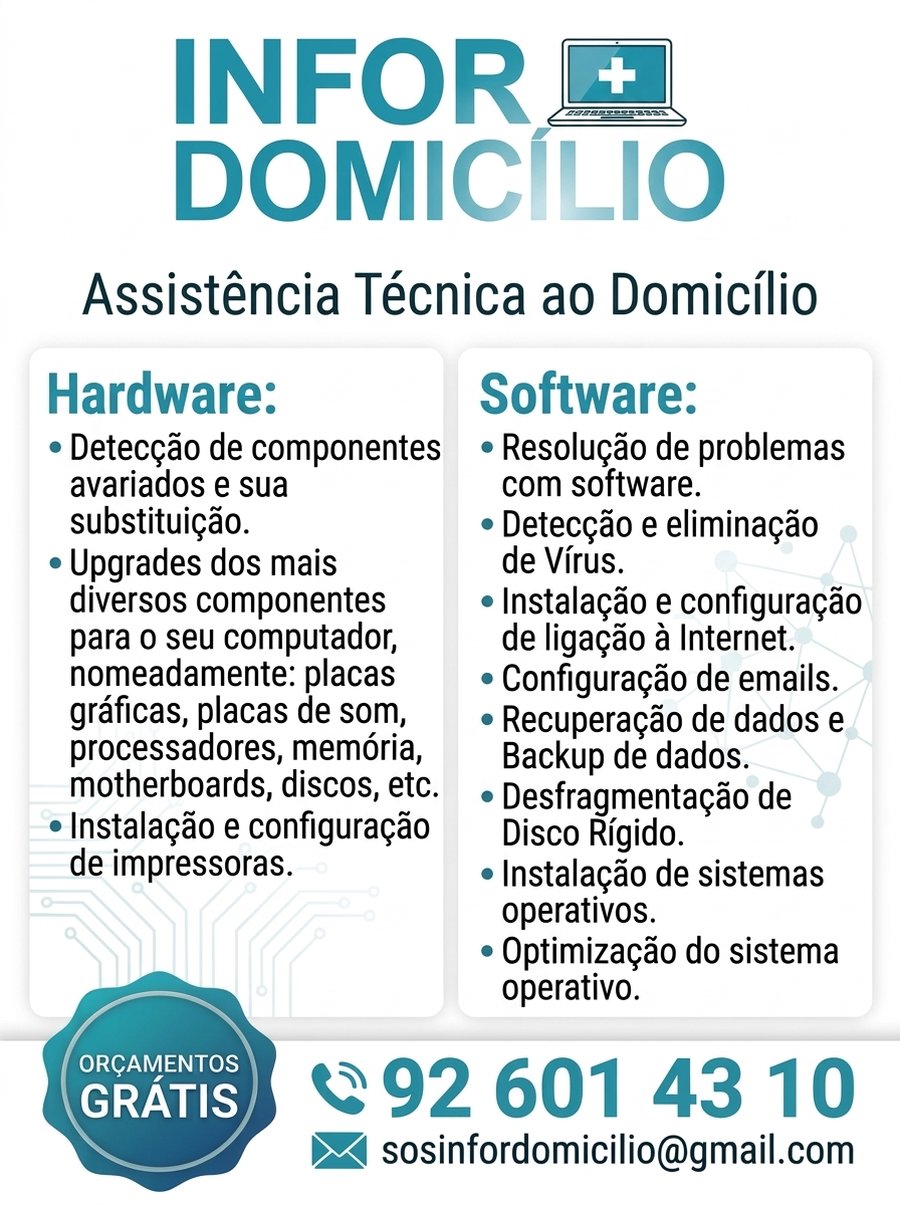 INFOR
DOMICÍLIO
Assistência Técnica ao Domicílio
Hardware:
• Detecção de componentes
avariados e sua
substituição.
• Upgrades dos mais
diversos componentes
para o seu computador,
nomeadamente: placas
gráficas, placas de som,
processadores, memória,
motherboards, discos, etc.
• Instalação e configuração
de impressoras.
Software:
• Resolução de problemas
com software.
• Detecção e eliminação
de Vírus.
• Instalação e configuração
de ligação à Internet.
• Configuração de emails.
• Recuperação de dados e
Backup de dados.
• Desfragmentação de
Disco Rígido.
• Instalação de sistemas
operativos.
• Optimização do sistema
operativo.
ORÇAMENTOS
GRÁTIS
92 601 43 10
sosinfordomicilio@gmail.com